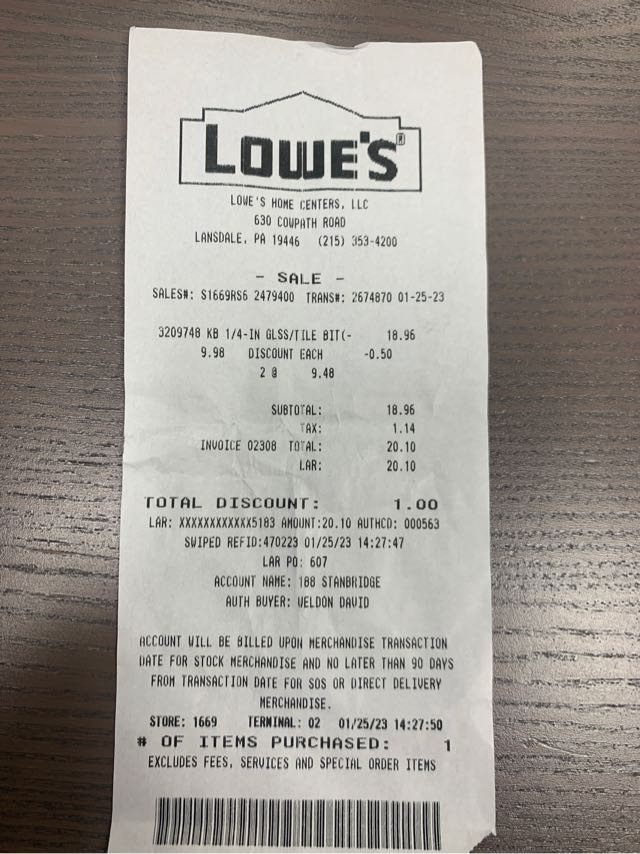 LOWE'S®
LOWE'S HOME CENTERS, LLC
630 COWPATH ROAD
LANSDALE, PA 19446 (215) 353-4200
- SALE -
SALES#: S1669RS6 2479400 TRANS#: 2674870 01-25-23
3209748 KB 1/4-IN GLSS/TILE BIT(- 18.96
9.98 DISCOUNT EACH -0.50
2 @ 9.48
SUBTOTAL: 18.96
TAX: 1.14
INVOICE 02308 TOTAL: 20.10
LAR: 20.10
TOTAL DISCOUNT: 1.00
LAR: XXXXXXXXXXXX5183 AMOUNT:20.10 AUTHCD: 000563
SWIPED REFID:470223 01/25/23 14:27:47
LAR PO: 607
ACCOUNT NAME: 188 STANBRIDGE
AUTH BUYER: WELDON DAVID
ACCOUNT WILL BE BILLED UPON MERCHANDISE TRANSACTION
DATE FOR STOCK MERCHANDISE AND NO LATER THAN 90 DAYS
FROM TRANSACTION DATE FOR SOS OR DIRECT DELIVERY
MERCHANDISE.
STORE: 1669 TERMINAL: 02 01/25/23 14:27:50
# OF ITEMS PURCHASED: 1
EXCLUDES FEES, SERVICES AND SPECIAL ORDER ITEMS